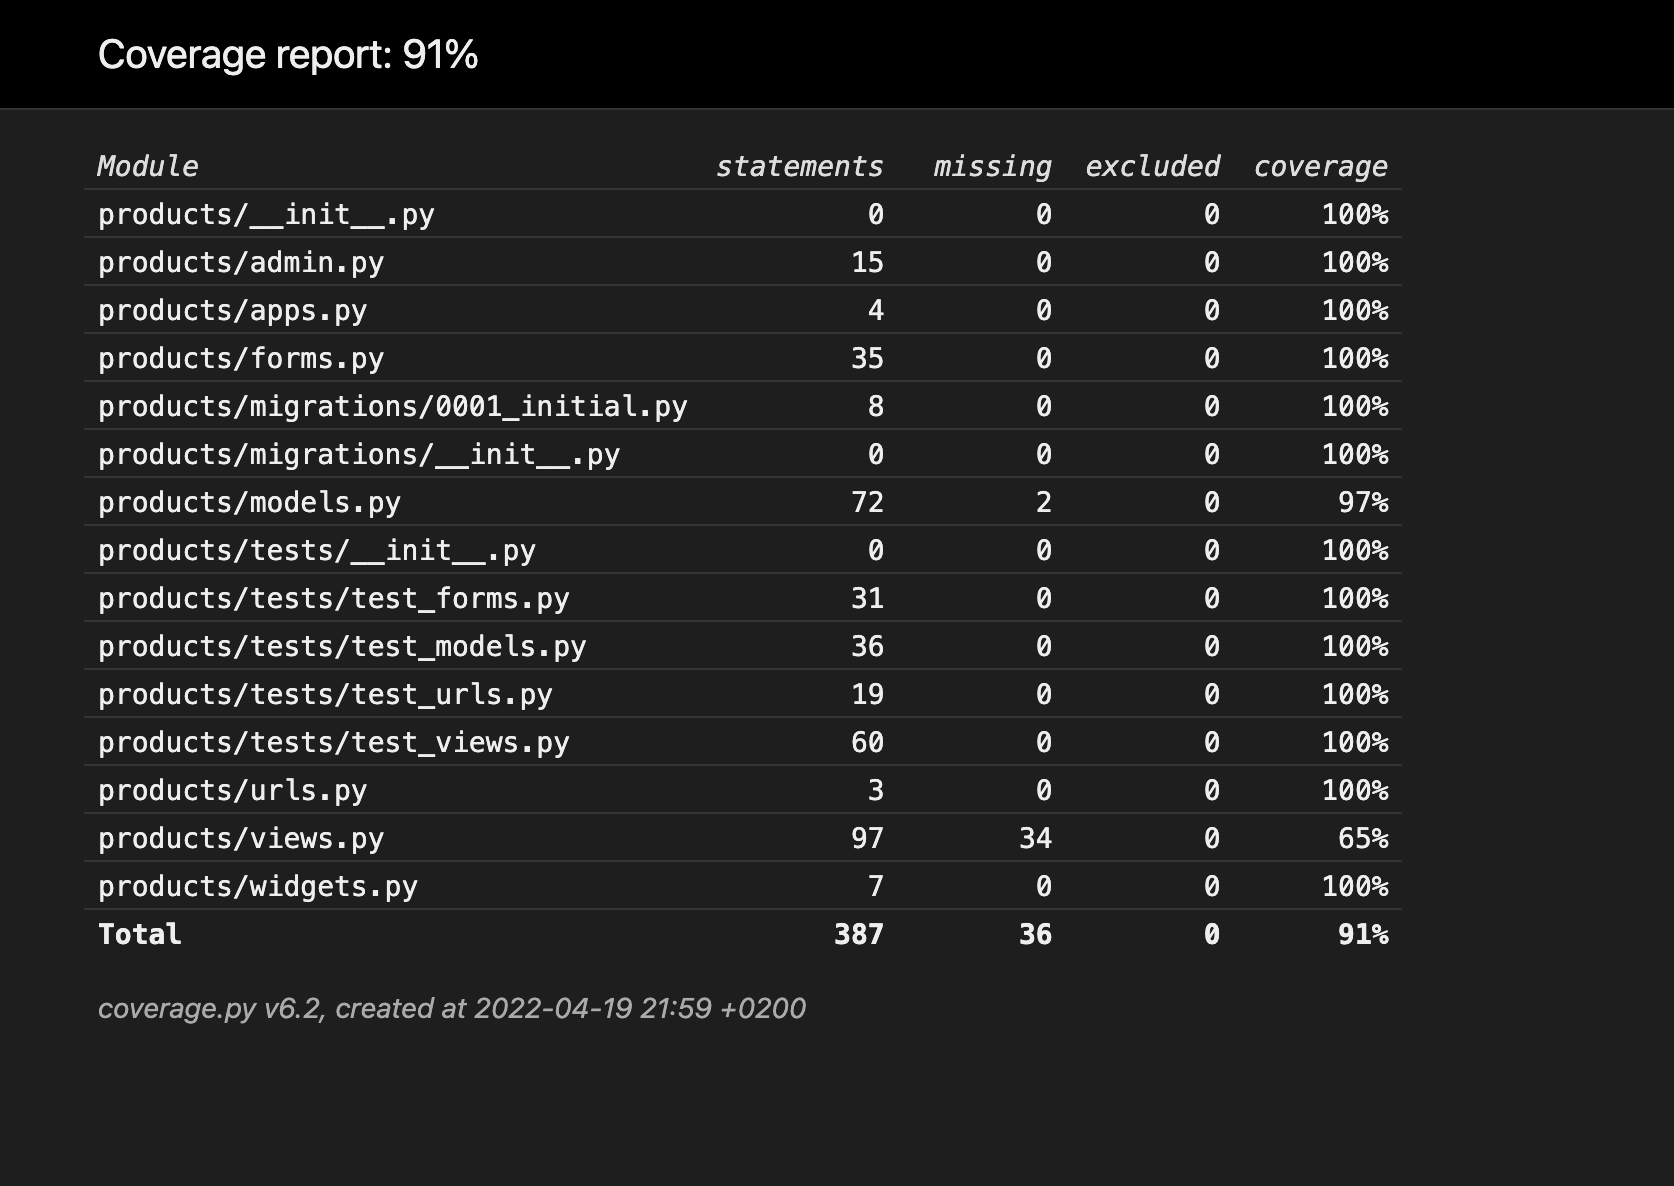 Coverage report: 91%
Module statements missing excluded coverage
products/__init__.py 0 0 0 100%
products/admin.py 15 0 0 100%
products/apps.py 4 0 0 100%
products/forms.py 35 0 0 100%
products/migrations/0001_initial.py 8 0 0 100%
products/migrations/__init__.py 0 0 0 100%
products/models.py 72 2 0 97%
products/tests/__init__.py 0 0 0 100%
products/tests/test_forms.py 31 0 0 100%
products/tests/test_models.py 36 0 0 100%
products/tests/test_urls.py 19 0 0 100%
products/tests/test_views.py 60 0 0 100%
products/urls.py 3 0 0 100%
products/views.py 97 34 0 65%
products/widgets.py 7 0 0 100%
Total 387 36 0 91%
coverage.py v6.2, created at 2022-04-19 21:59 +0200